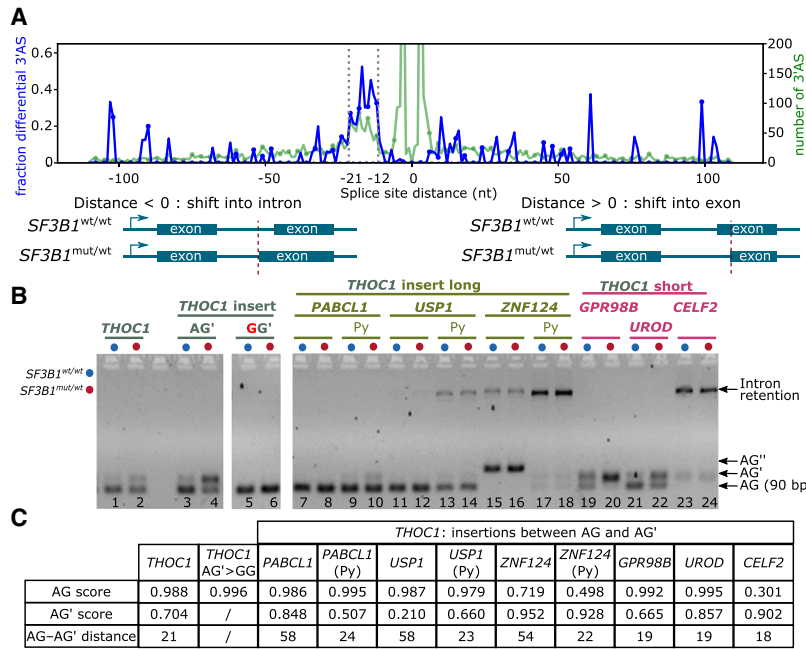 A
fraction differential 3'AS
number of 3'AS
0.6
0.4
0.2
0
200
150
100
50
0
-100 -50 -21 -12 0 50 100
Splice site distance (nt)
Distance < 0 : shift into intron
Distance > 0 : shift into exon
SF3B1wt/wt exon exon
SF3B1mut/wt exon exon
SF3B1wt/wt exon exon
SF3B1mut/wt exon exon
B
THOC1 insert long
THOC1 short
THOC1 insert
PABCL1 USP1 ZNF124 GPR98B CELF2
THOC1 AG' GG' Py Py Py UROD
SF3B1wt/wt
SF3B1mut/wt
Intron
retention
AG''
AG'
AG (90 bp
1 2 3 4 5 6 7 8 9 10 11 12 13 14 15 16 17 18 19 20 21 22 23 24
C
THOC1: insertions between AG and AG'
THOC1 THOC1 AG'>GG PABCL1 PABCL1 (Py) USP1 USP1 (Py) ZNF124 ZNF124 (Py) GPR98B UROD CELF2
AG score 0.988 0.996 0.986 0.995 0.987 0.979 0.719 0.498 0.992 0.995 0.301
AG' score 0.704 / 0.848 0.507 0.210 0.660 0.952 0.928 0.665 0.857 0.902
AG–AG' distance 21 / 58 24 58 23 54 22 19 19 18